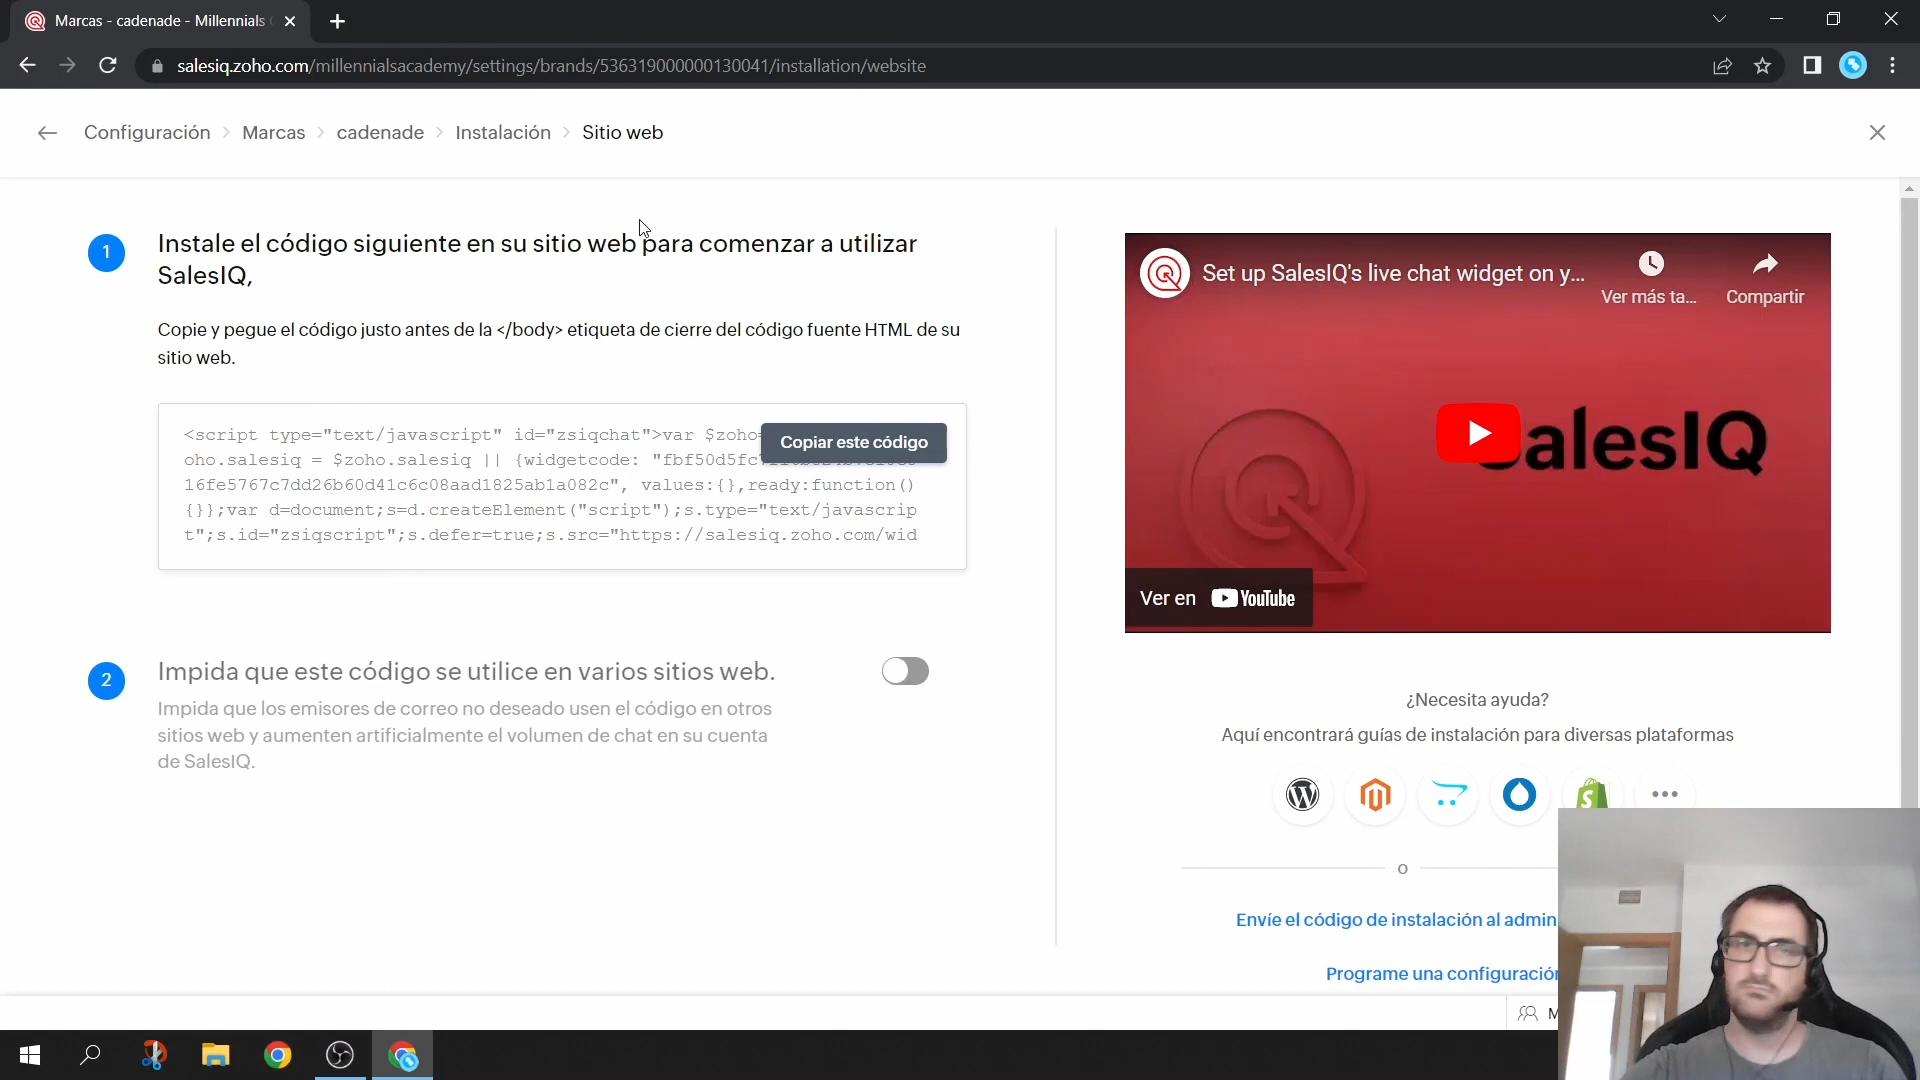 Marcas - cadenade - Millennials
salesiq.zoho.com/millennialsacademy/settings/brands/536319000000130041/installation/website
Configuración > Marcas > cadenade > Instalación > Sitio web
1
Instale el código siguiente en su sitio web para comenzar a utilizar
SalesIQ,
Copie y pegue el código justo antes de la </body> etiqueta de cierre del código fuente HTML de su
sitio web.
<script type="text/javascript" id="zsiqchat">var $zoho=
Copiar este código
oho.salesiq = $zoho.salesiq || {widgetcode:
16fe5767c7dd26b60d41c6c08aad1825ab1a082c", values:{},ready:function()
{}};var d=document;s=d.createElement("script");s.type="text/javascrip
t";s.id="zsiqscript";s.defer=true;s.src="https://salesiq.zoho.com/wid
2
Impida que este código se utilice en varios sitios web.
Impida que los emisores de correo no deseado usen el código en otros
sitios web y aumenten artificialmente el volumen de chat en su cuenta
de SalesIQ.
Set up SalesIQ's live chat widget on y...
Ver más ta...
Compartir
SalesIQ
Ver en YouTube
¿Necesita ayuda?
Aquí encontrará guías de instalación para diversas plataformas
o
Envíe el código de instalación al admin
Programe una configuración
M